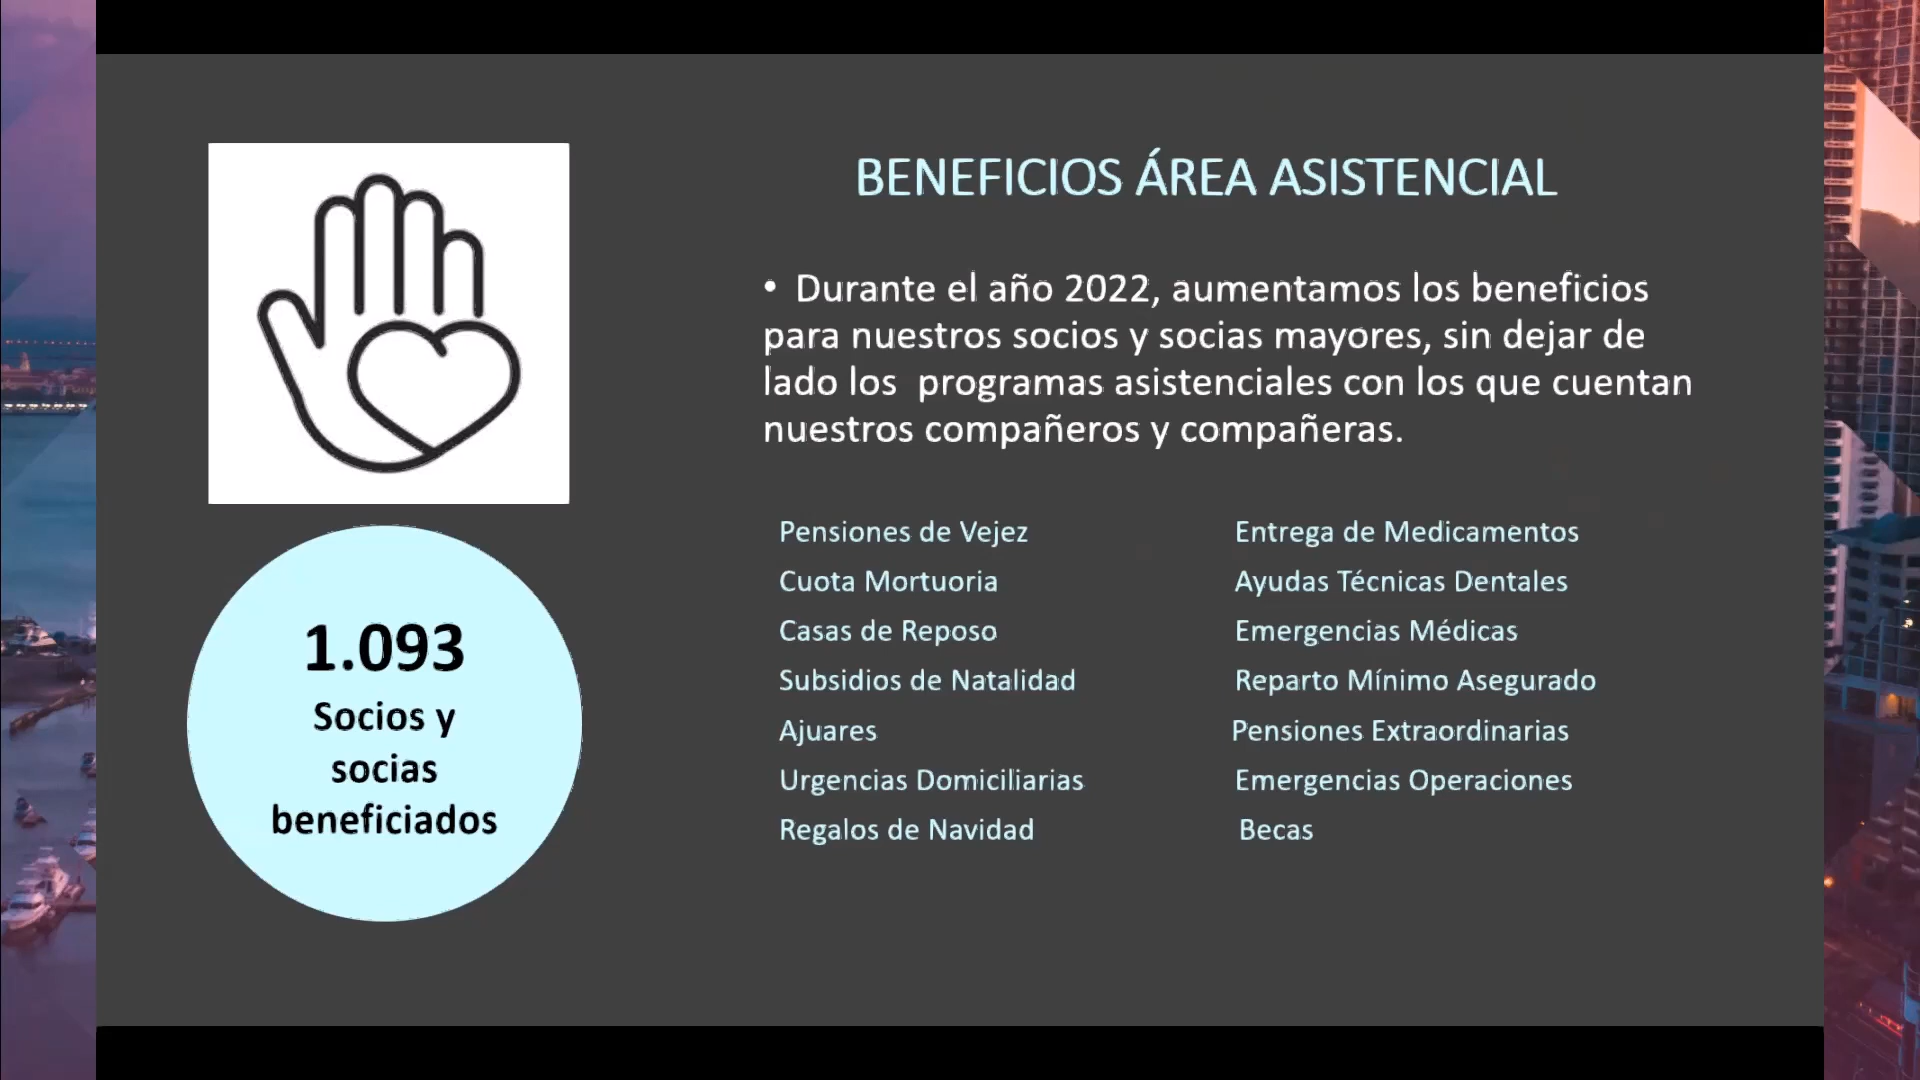 BENEFICIOS ÁREA ASISTENCIAL
• Durante el año 2022, aumentamos los beneficios
para nuestros socios y socias mayores, sin dejar de
lado los programas asistenciales con los que cuentan
nuestros compañeros y compañeras.
1.093
Socios y
socias
beneficiados
Pensiones de Vejez
Cuota Mortuoria
Casas de Reposo
Subsidios de Natalidad
Ajuares
Urgencias Domiciliarias
Regalos de Navidad
Entrega de Medicamentos
Ayudas Técnicas Dentales
Emergencias Médicas
Reparto Mínimo Asegurado
Pensiones Extraordinarias
Emergencias Operaciones
Becas